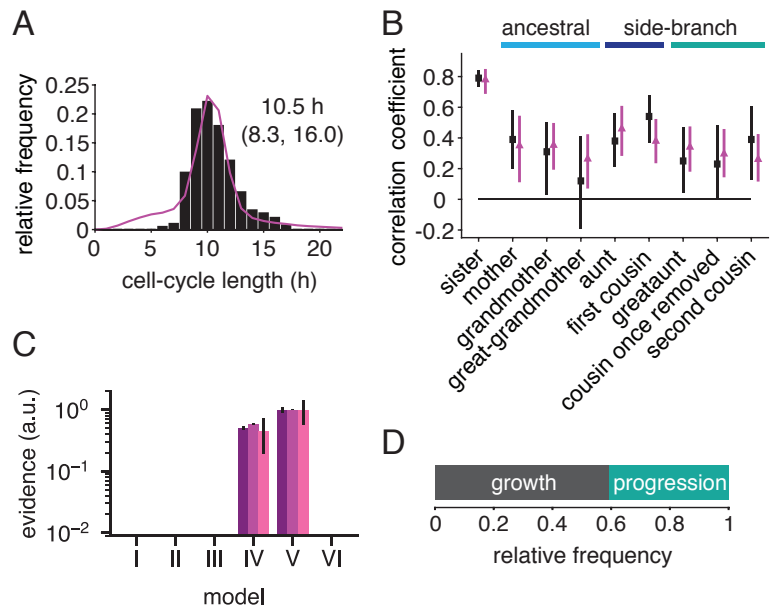 A
relative frequency
0.25
0.2
0.15
0.1
0.05
0
10.5 h
(8.3, 16.0)
0 5 10 15 20
cell-cycle length (h)
B
ancestral side-branch
correlation coefficient
0.8
0.6
0.4
0.2
0
-0.2
sister
mother
grandmother
great-grandmother
aunt
first cousin
greataunt
cousin once removed
second cousin
C
evidence (a.u.)
10^0
10^−1
10^−2
I II III IV V VI
model
D
growth progression
0 0.2 0.4 0.6 0.8 1
relative frequency